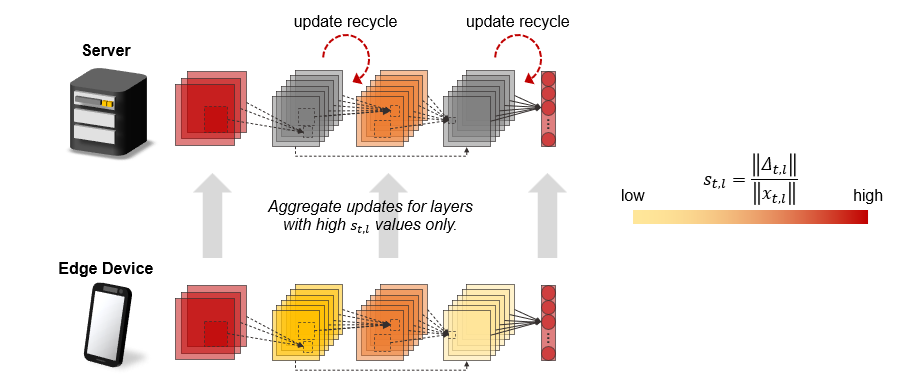 update recycle
update recycle
Server
Aggregate updates for layers
with high s_{t,l} values only.
s_{t,l} = ‖Δ_{t,l}‖ / ‖x_{t,l}‖
low
high
Edge Device